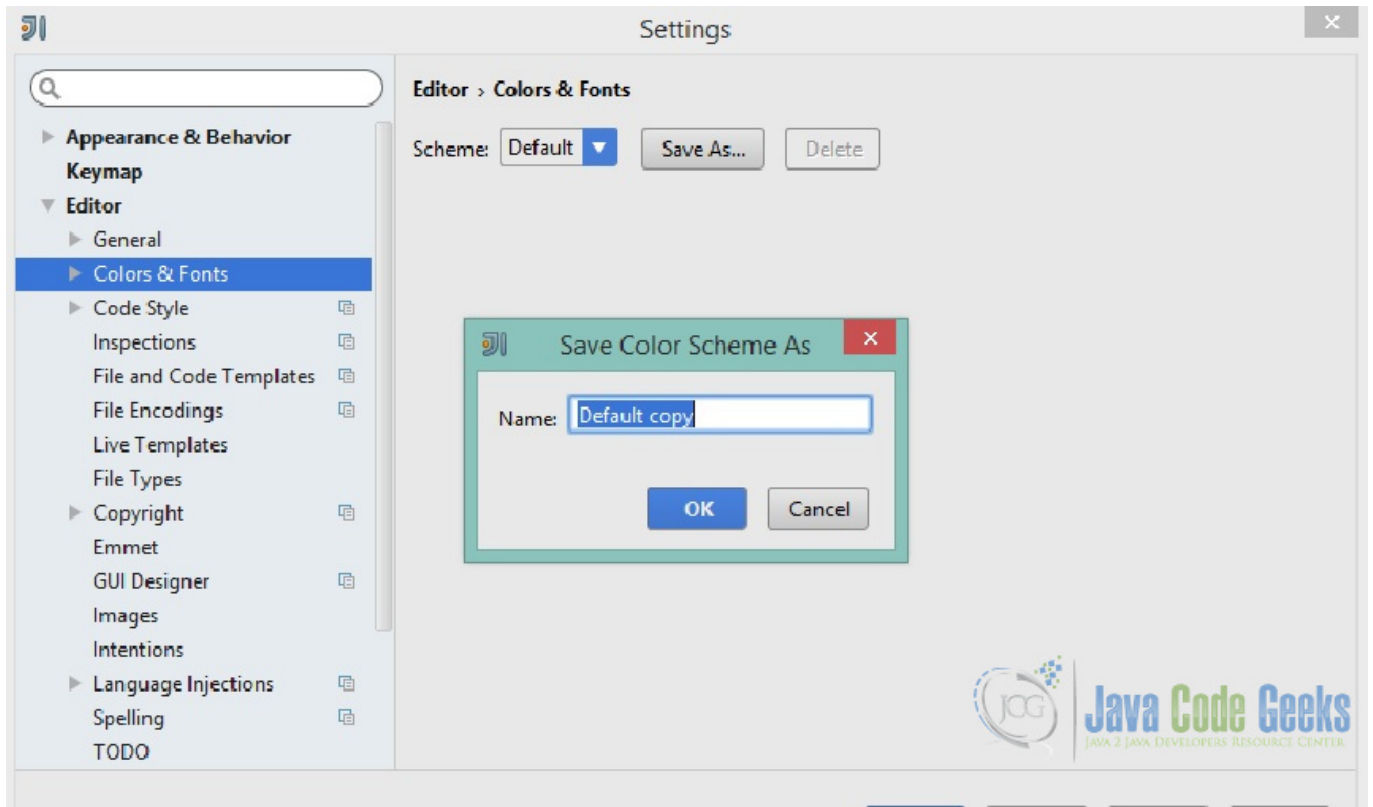 Settings
Editor › Colors & Fonts
Scheme: Default Save As... Delete
Appearance & Behavior
Keymap
Editor
General
Colors & Fonts
Code Style
Inspections
File and Code Templates
File Encodings
Live Templates
File Types
Copyright
Emmet
GUI Designer
Images
Intentions
Language Injections
Spelling
TODO
Save Color Scheme As
Name: Default copy
OK Cancel
JCG
Java Code Geeks
JAVA 2 JAVA DEVELOPERS RESOURCE CENTER